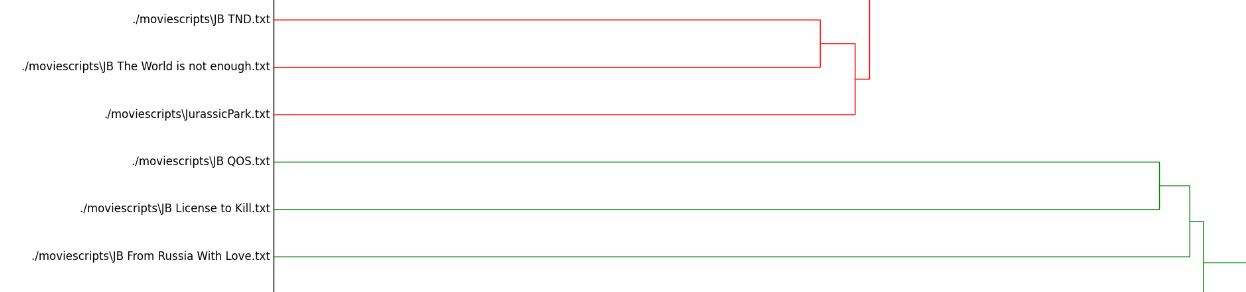 ./moviescripts\JB TND.txt
./moviescripts\JB The World is not enough.txt
./moviescripts\JurassicPark.txt
./moviescripts\JB QOS.txt
./moviescripts\JB License to Kill.txt
./moviescripts\JB From Russia With Love.txt